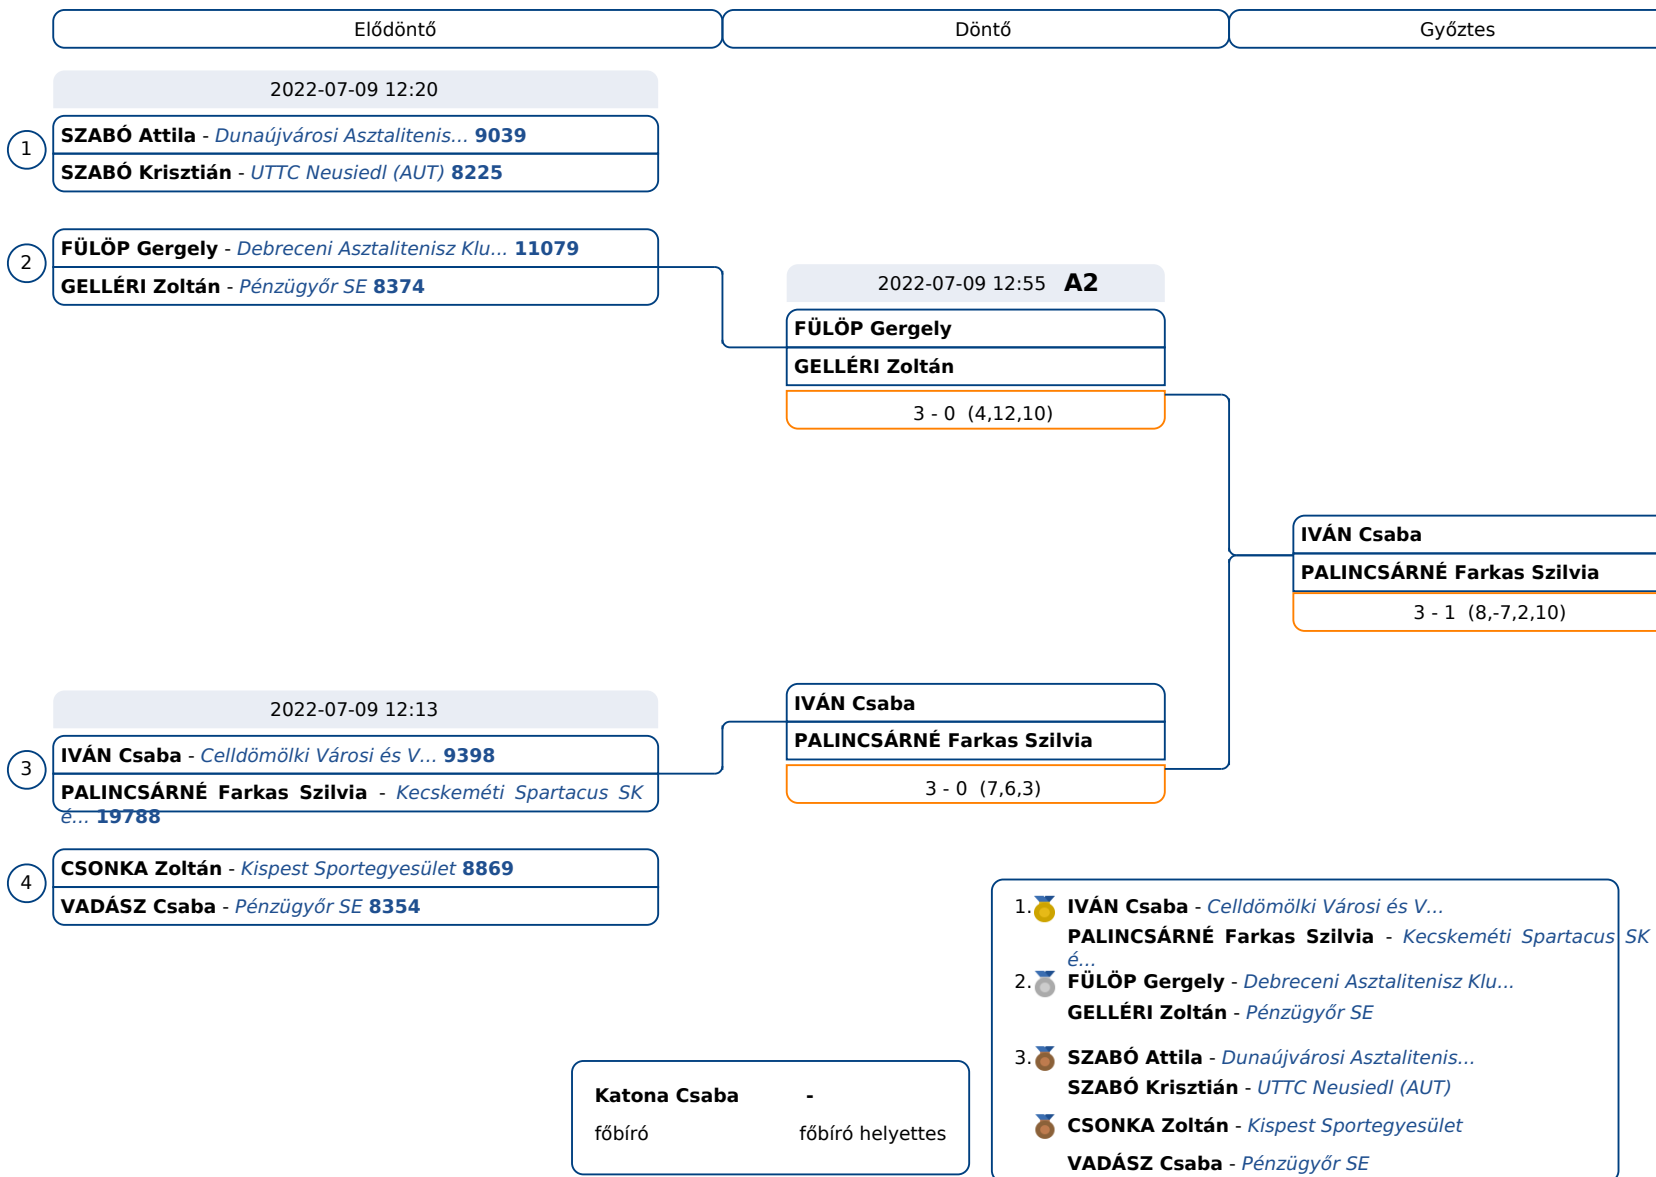 Elődöntő
Döntő
Győztes
2022-07-09 12:20
1
SZABÓ Attila - Dunaújvárosi Asztalitenis... 9039
SZABÓ Krisztián - UTTC Neusiedl (AUT) 8225
2
FÜLÖP Gergely - Debreceni Asztalitenisz Klu... 11079
GELLÉRI Zoltán - Pénzügyőr SE 8374
2022-07-09 12:55 A2
FÜLÖP Gergely
GELLÉRI Zoltán
3 - 0 (4,12,10)
IVÁN Csaba
PALINCSÁRNÉ Farkas Szilvia
3 - 1 (8,-7,2,10)
2022-07-09 12:13
3
IVÁN Csaba - Celldömölki Városi és V... 9398
PALINCSÁRNÉ Farkas Szilvia - Kecskeméti Spartacus SK
é... 19788
IVÁN Csaba
PALINCSÁRNÉ Farkas Szilvia
3 - 0 (7,6,3)
4
CSONKA Zoltán - Kispest Sportegyesület 8869
VADÁSZ Csaba - Pénzügyőr SE 8354
1. IVÁN Csaba - Celldömölki Városi és V...
PALINCSÁRNÉ Farkas Szilvia - Kecskeméti Spartacus SK
é...
2. FÜLÖP Gergely - Debreceni Asztalitenisz Klu...
GELLÉRI Zoltán - Pénzügyőr SE
3. SZABÓ Attila - Dunaújvárosi Asztalitenis...
SZABÓ Krisztián - UTTC Neusiedl (AUT)
CSONKA Zoltán - Kispest Sportegyesület
VADÁSZ Csaba - Pénzügyőr SE
Katona Csaba -
főbíró főbíró helyettes